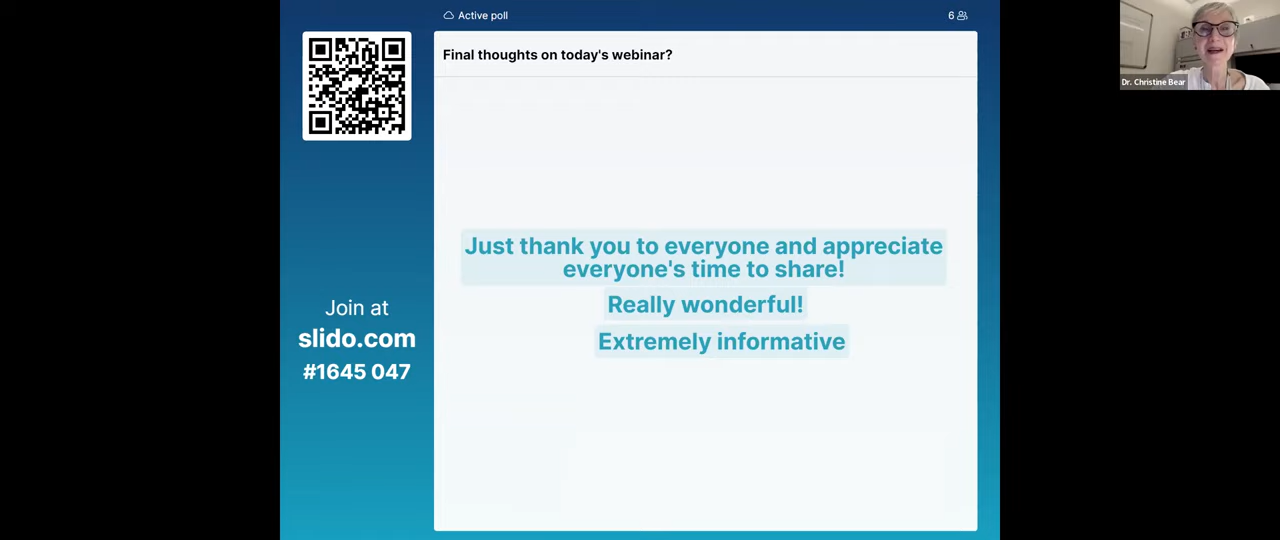 Active poll
6
Final thoughts on today's webinar?
Dr. Christine Bear
Just thank you to everyone and appreciate
everyone's time to share!
Really wonderful!
Extremely informative
Join at
slido.com
#1645 047